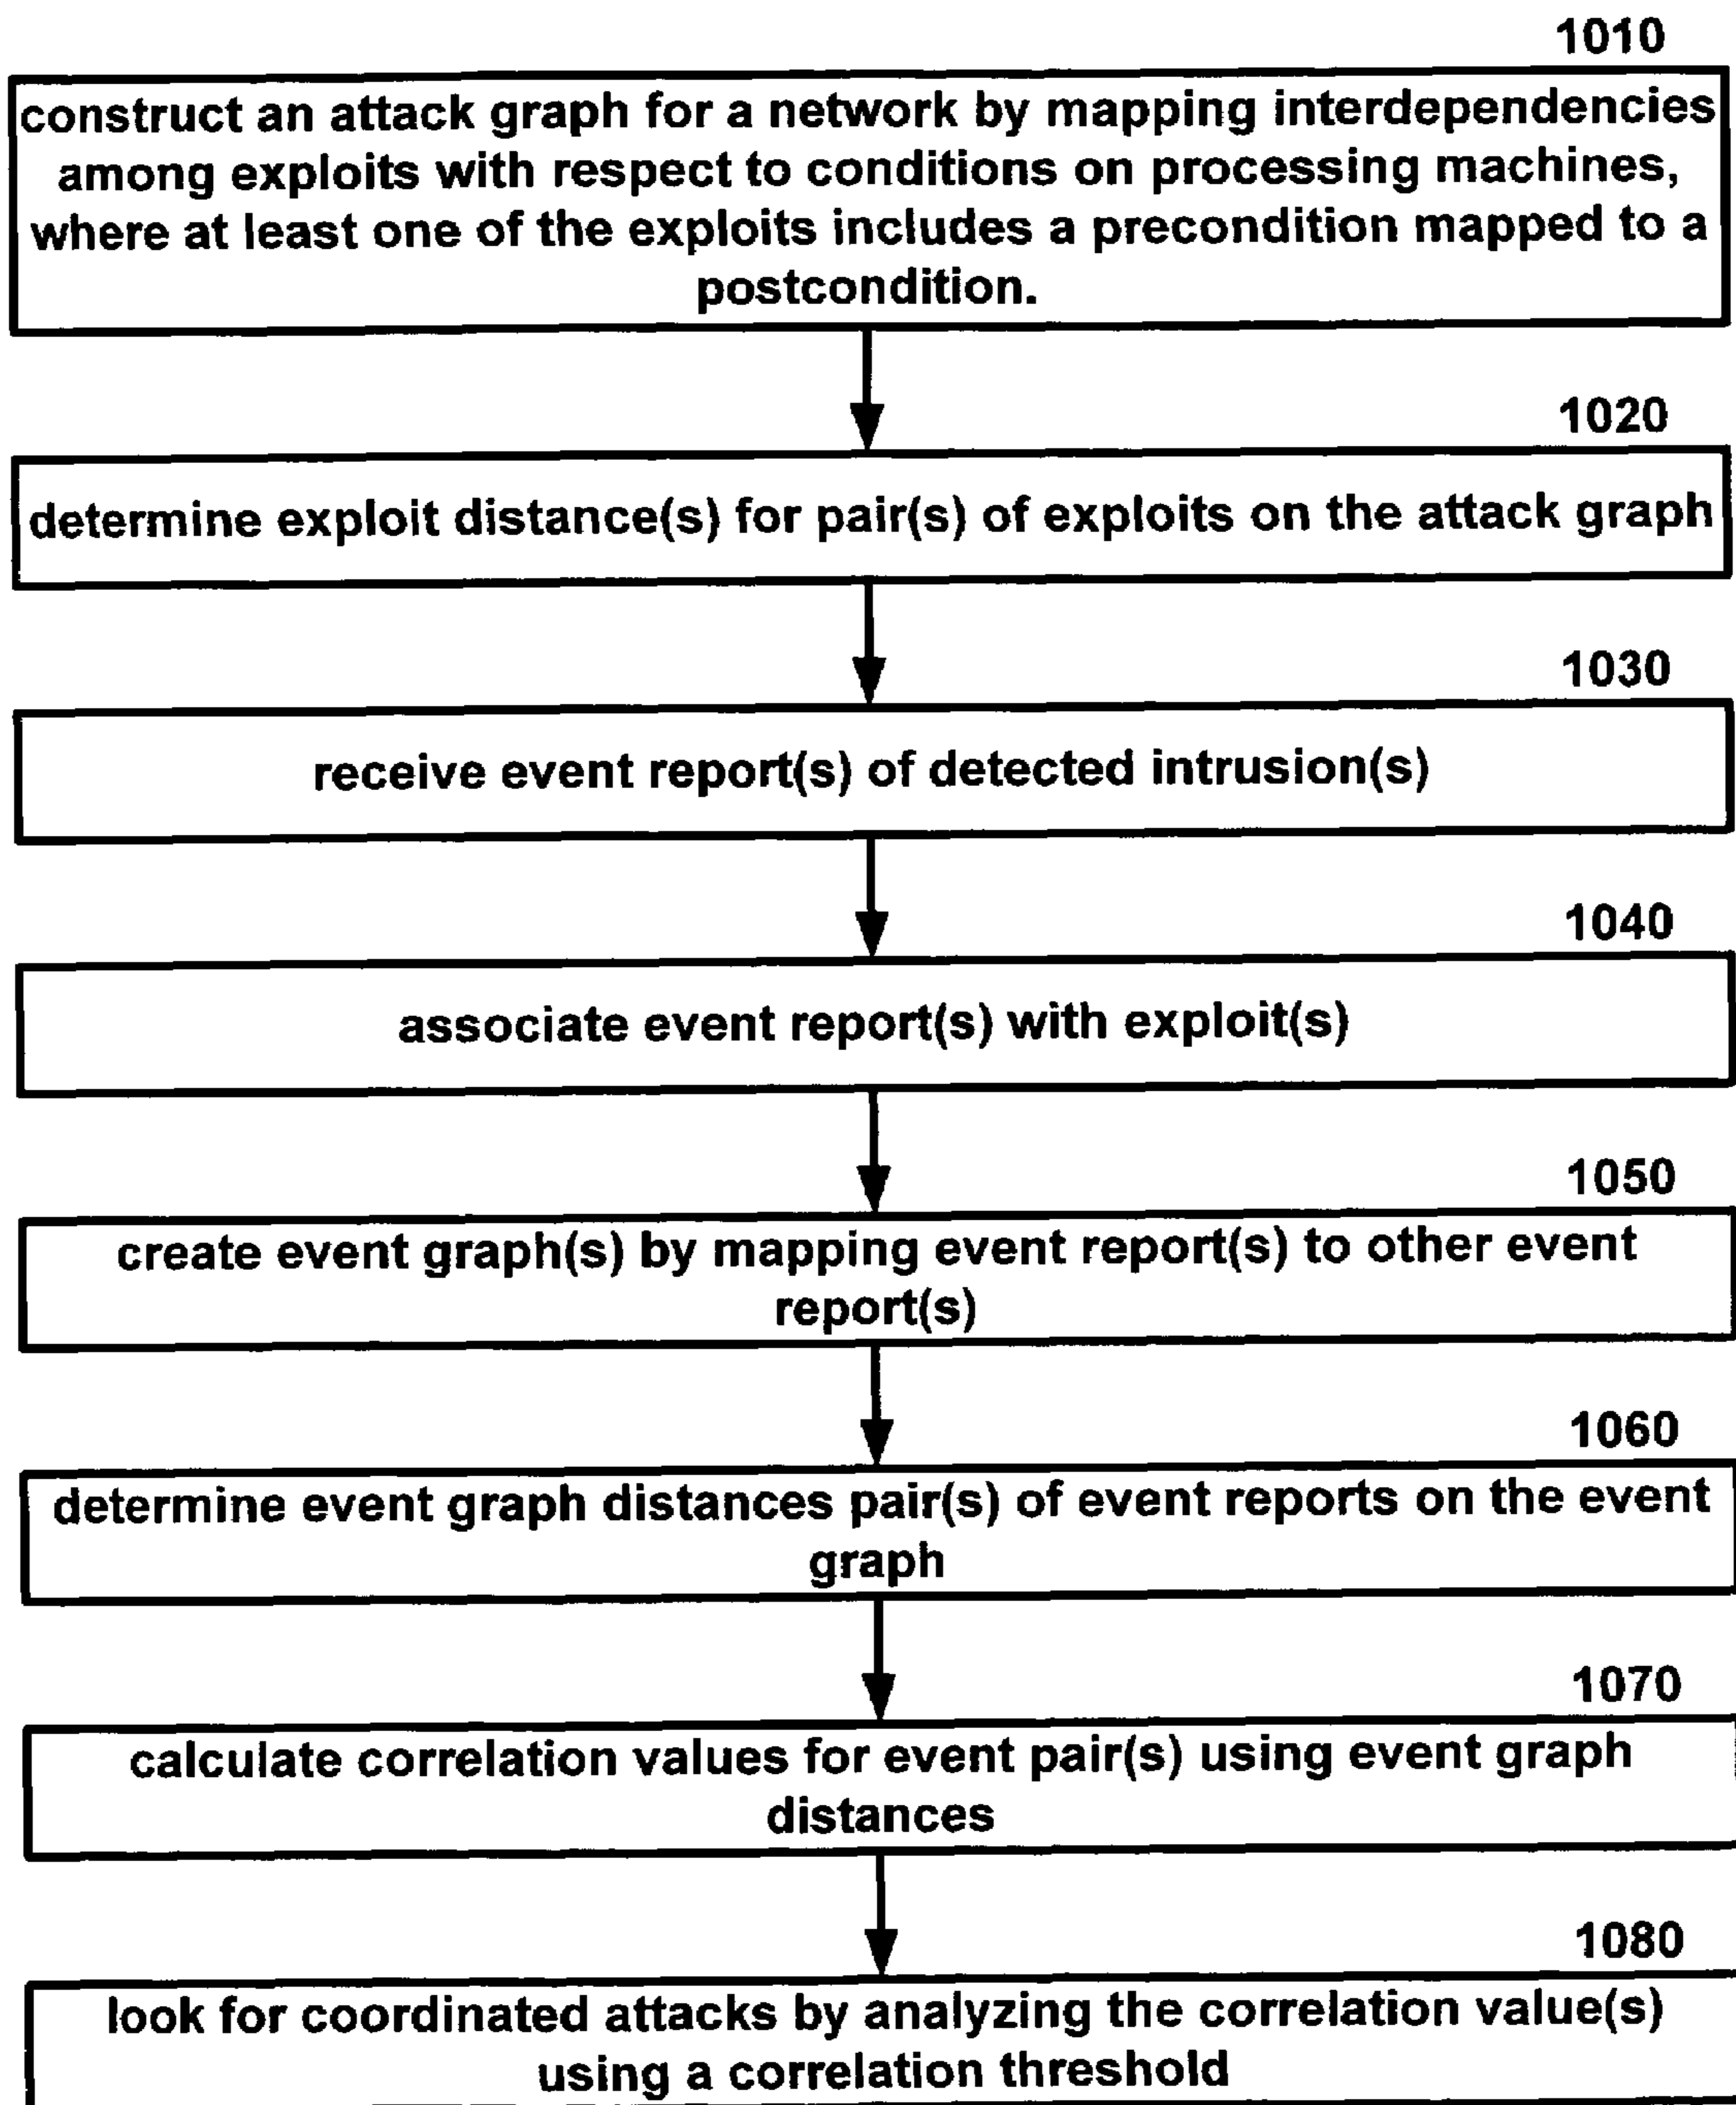 1010
construct an attack graph for a network by mapping interdependencies
among exploits with respect to conditions on processing machines,
where at least one of the exploits includes a precondition mapped to a
postcondition.
1020
determine exploit distance(s) for pair(s) of exploits on the attack graph
1030
receive event report(s) of detected intrusion(s)
1040
associate event report(s) with exploit(s)
1050
create event graph(s) by mapping event report(s) to other event
report(s)
1060
determine event graph distances pair(s) of event reports on the event
graph
1070
calculate correlation values for event pair(s) using event graph
distances
1080
look for coordinated attacks by analyzing the correlation value(s)
using a correlation threshold